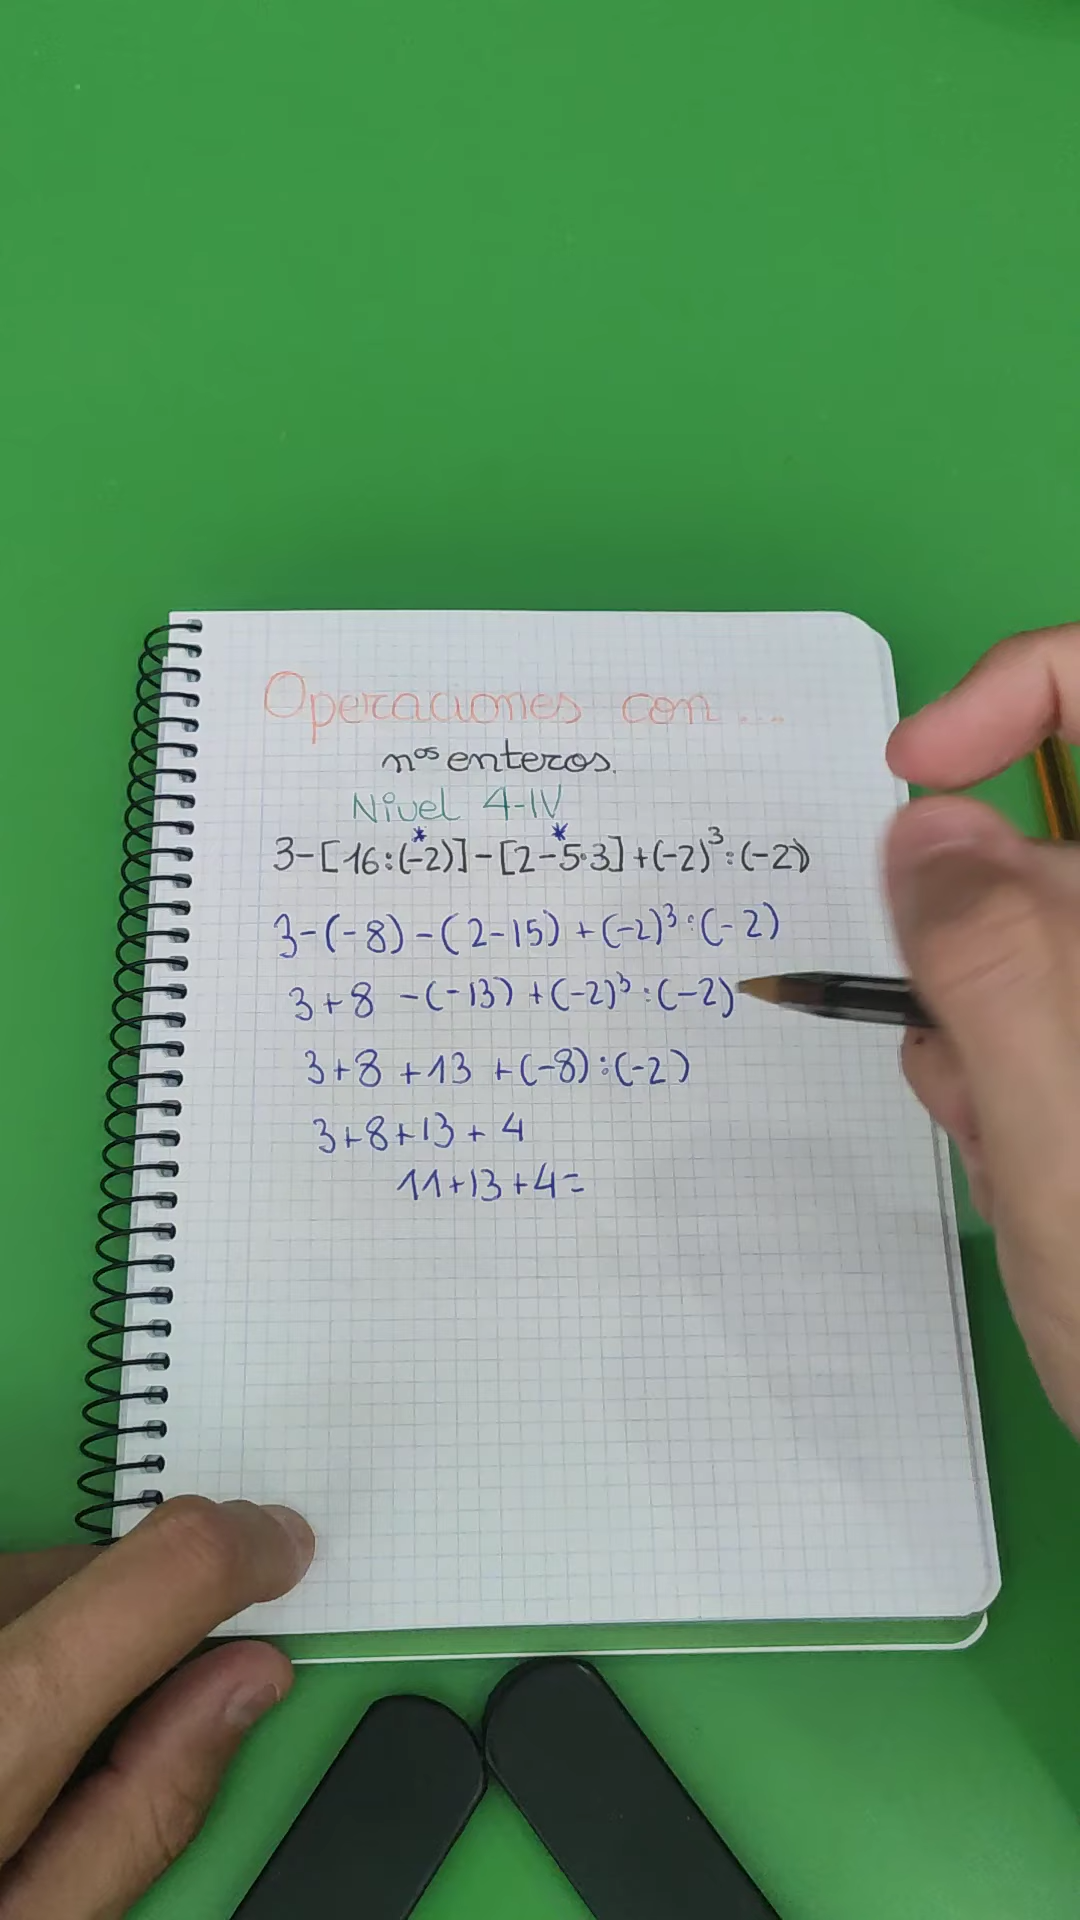 Operaciones con ...
nos enteros.
Nivel 4-IV
* *
3-[16:(-2)]-[2-5·3]+(-2)³:(-2)
3-(-8)-(2-15)+(-2)³:(-2)
3+8 -(-13)+(-2)³:(-2)
3+8 +13 +(-8):(-2)
3+8+13+ 4
11+13+4=